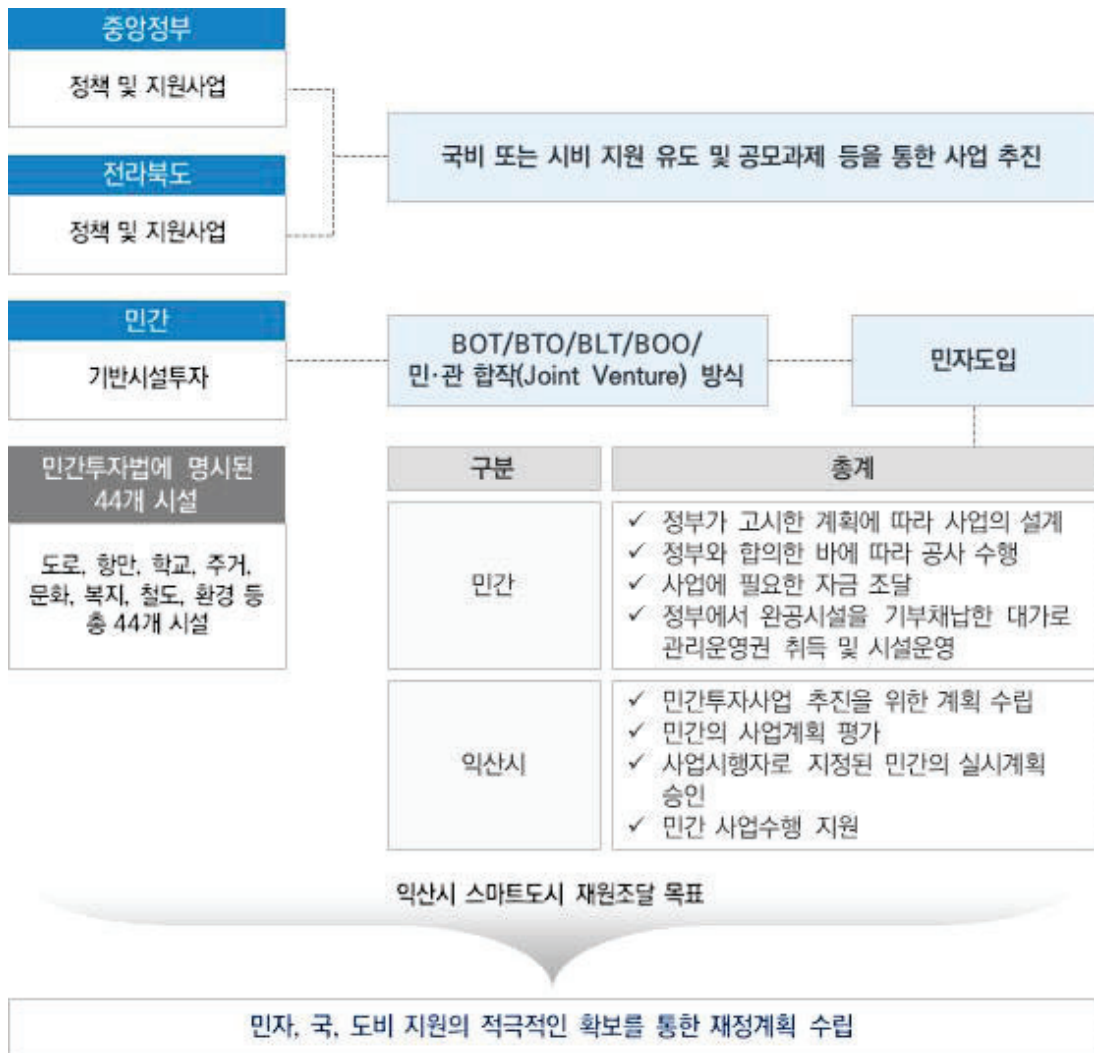 중앙정부
정책 및 지원사업
전라북도
정책 및 지원사업
국비 또는 시비 지원 유도 및 공모과제 등을 통한 사업 추진
민간
기반시설투자
BOT/BTO/BLT/BOO/
민·관 합작(Joint Venture) 방식
민자도입
민간투자법에 명시된
44개 시설
도로, 항만, 학교, 주거,
문화, 복지, 철도, 환경 등
총 44개 시설
구분
총계
민간
✓ 정부가 고시한 계획에 따라 사업의 설계
✓ 정부와 합의한 바에 따라 공사 수행
✓ 사업에 필요한 자금 조달
✓ 정부에서 완공시설을 기부채납한 대가로
관리운영권 취득 및 시설운영
익산시
✓ 민간투자사업 추진을 위한 계획 수립
✓ 민간의 사업계획 평가
✓ 사업시행자로 지정된 민간의 실시계획
승인
✓ 민간 사업수행 지원
익산시 스마트도시 재원조달 목표
민자, 국, 도비 지원의 적극적인 확보를 통한 재정계획 수립